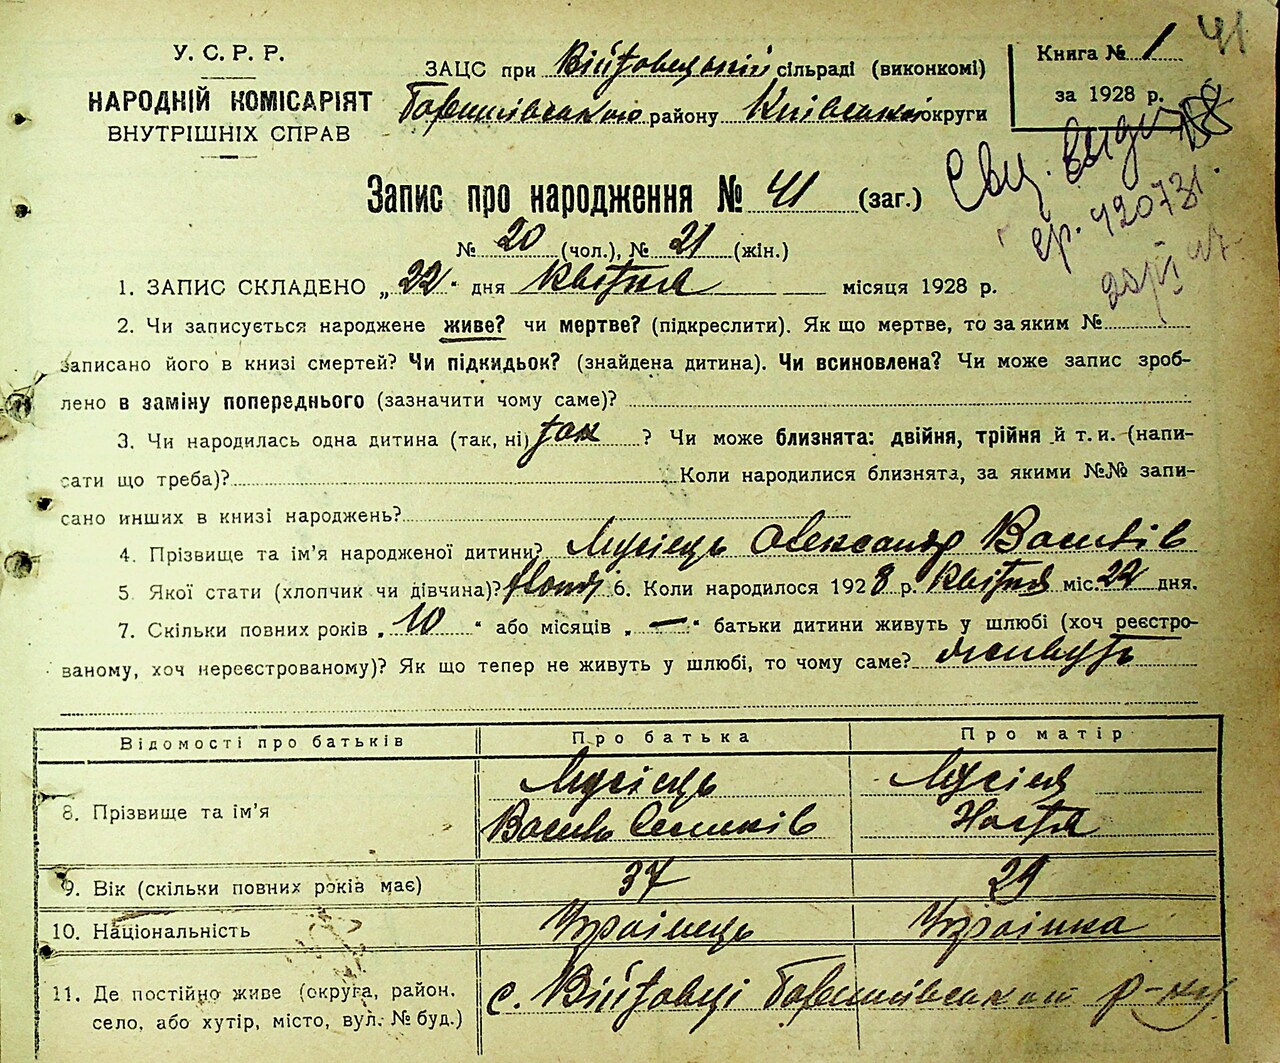 У. С. Р. Р.
НАРОДНІЙ КОМІСАРІЯТ
ВНУТРІШНІХ СПРАВ
ЗАЦС при Війтовецькій сільраді (виконкомі)
району Київської округи
Книга № 1
за 1928 р.
41
Запис про народження № 41 (заг.)
№ 20 (чол.), № 21 (жін.)
1. ЗАПИС СКЛАДЕНО „22" дня квітня місяця 1928 р.
2. Чи записується народжене живе? чи мертве? (підкреслити). Як що мертве, то за яким №
записано його в книзі смертей? Чи підкидьок? (знайдена дитина). Чи всиновлена? Чи може запис зроб-
лено в заміну попереднього (зазначити чому саме)?
3. Чи народилась одна дитина (так, ні) так ? Чи може близнята: двійня, трійня й т. и. (напи-
сати що треба)? Коли народилися близнята, за якими №№ запи-
сано инших в книзі народжень?
4. Прізвище та ім'я народженої дитини? Мусієць Олександр Васильів
5. Якої стати (хлопчик чи дівчина)? 6. Коли народилося 1928 р. квітня міс. 22 дня.
7. Скільки повних років „10" або місяців „—" батьки дитини живуть у шлюбі (хоч реєстро-
ваному, хоч нереєстрованому)? Як що тепер не живуть у шлюбі, то чому саме? живуть
Відомості про батьків Про батька Про матір
8. Прізвище та ім'я
Мусієць
Василь
Настя
9. Вік (скільки повних років має) 37 29
10. Національність Українець Українка
11. Де постійно живе (округа, район,
село, або хутір, місто, вул. № буд.)
с. Війтовці р-ну